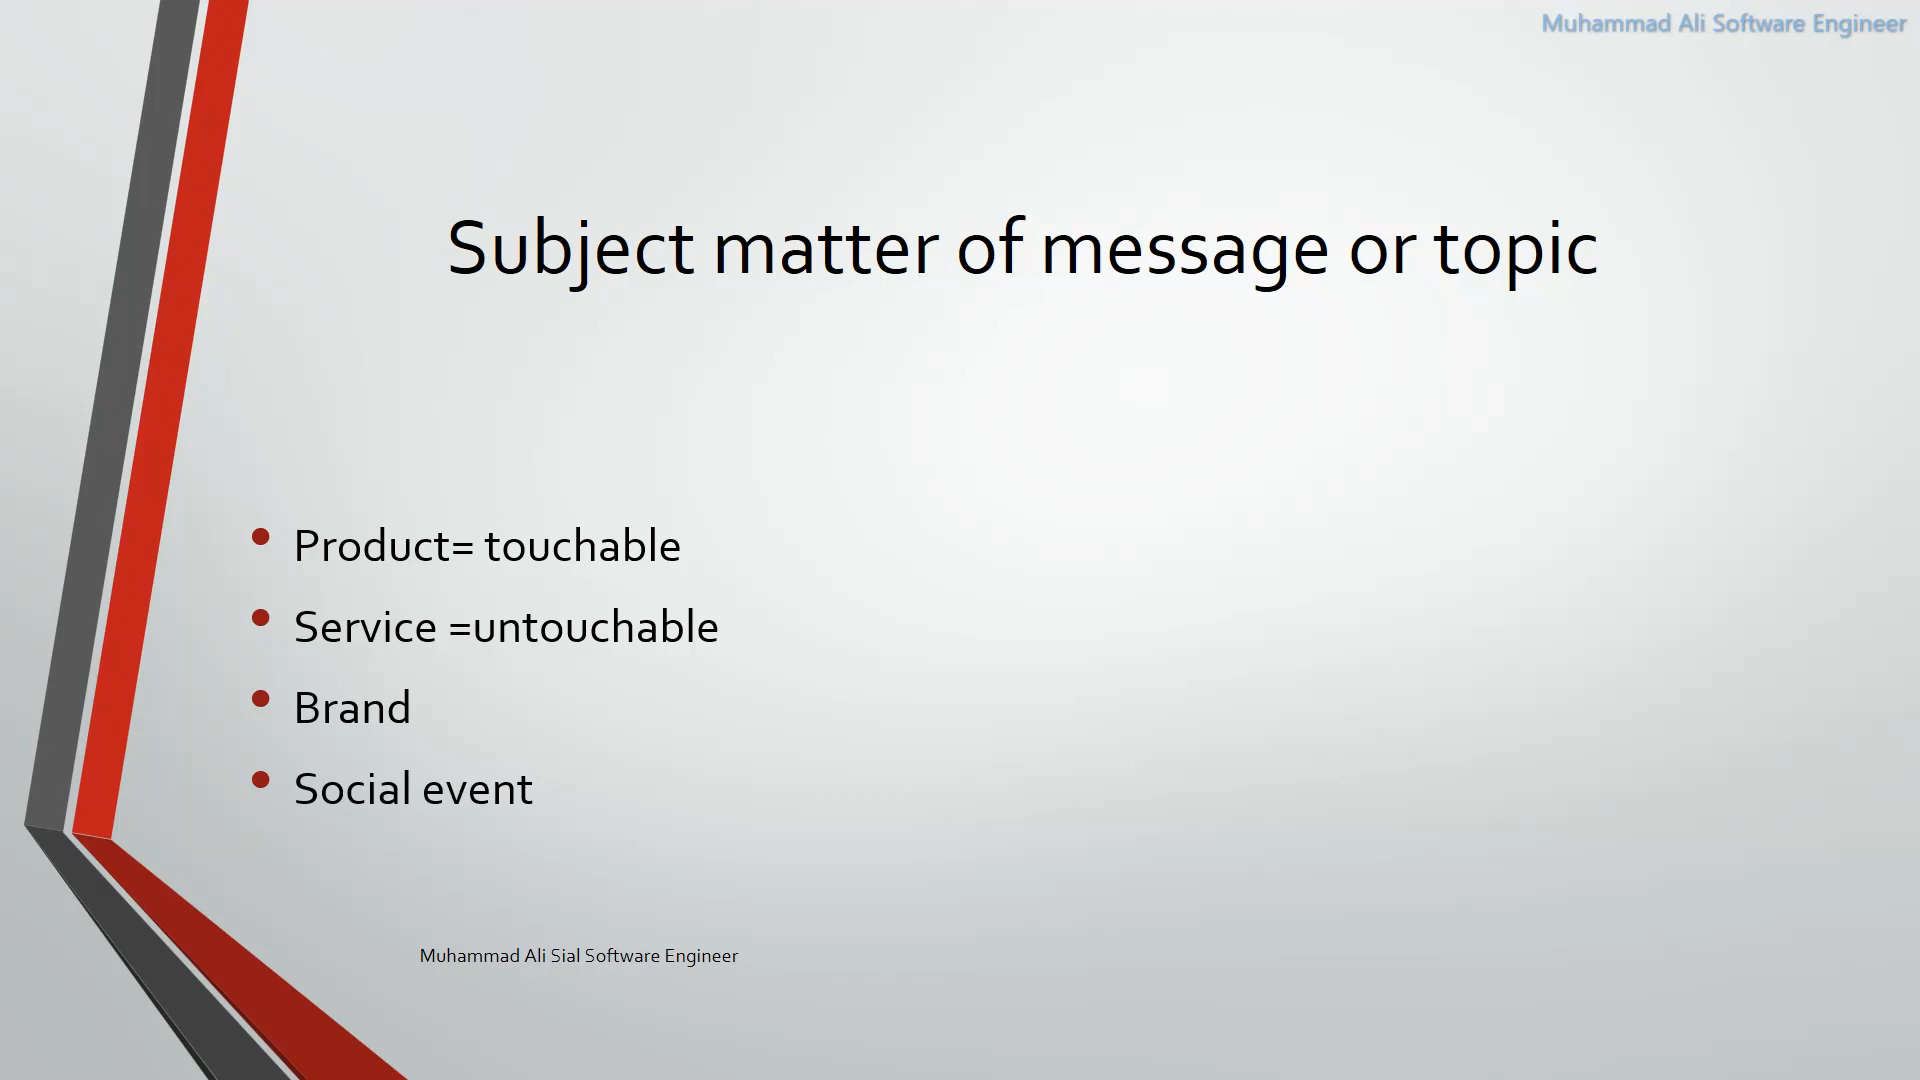 Muhammad Ali Software Engineer
Subject matter of message or topic
Product= touchable
Service =untouchable
Brand
Social event
Muhammad Ali Sial Software Engineer